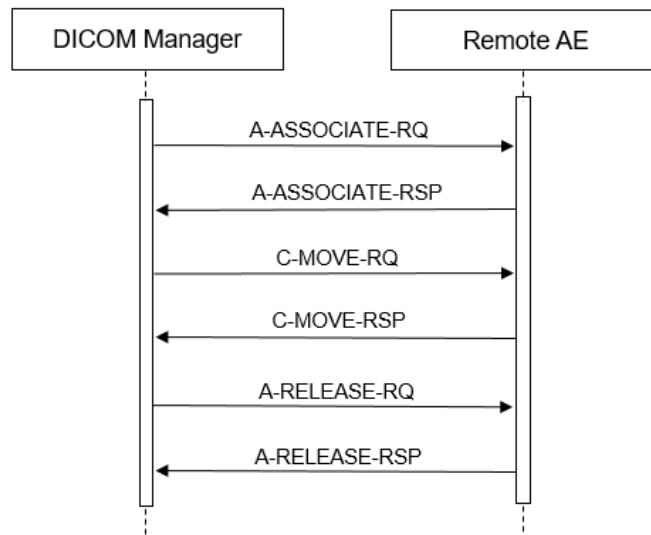 DICOM Manager
Remote AE
A-ASSOCIATE-RQ
A-ASSOCIATE-RSP
C-MOVE-RQ
C-MOVE-RSP
A-RELEASE-RQ
A-RELEASE-RSP